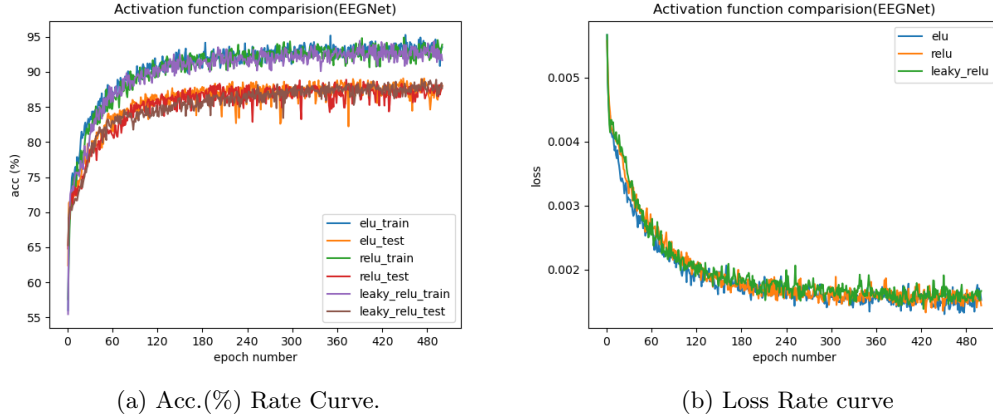 Activation function comparision(EEGNet)
95
90
85
80
75
70
65
60
55
acc (%)
elu_train
elu_test
relu_train
relu_test
leaky_relu_train
leaky_relu_test
0 60 120 180 240 300 360 420 480
epoch number
(a) Acc.(%) Rate Curve.
Activation function comparision(EEGNet)
elu
relu
leaky_relu
0.005
0.004
0.003
0.002
loss
0 60 120 180 240 300 360 420 480
epoch number
(b) Loss Rate curve